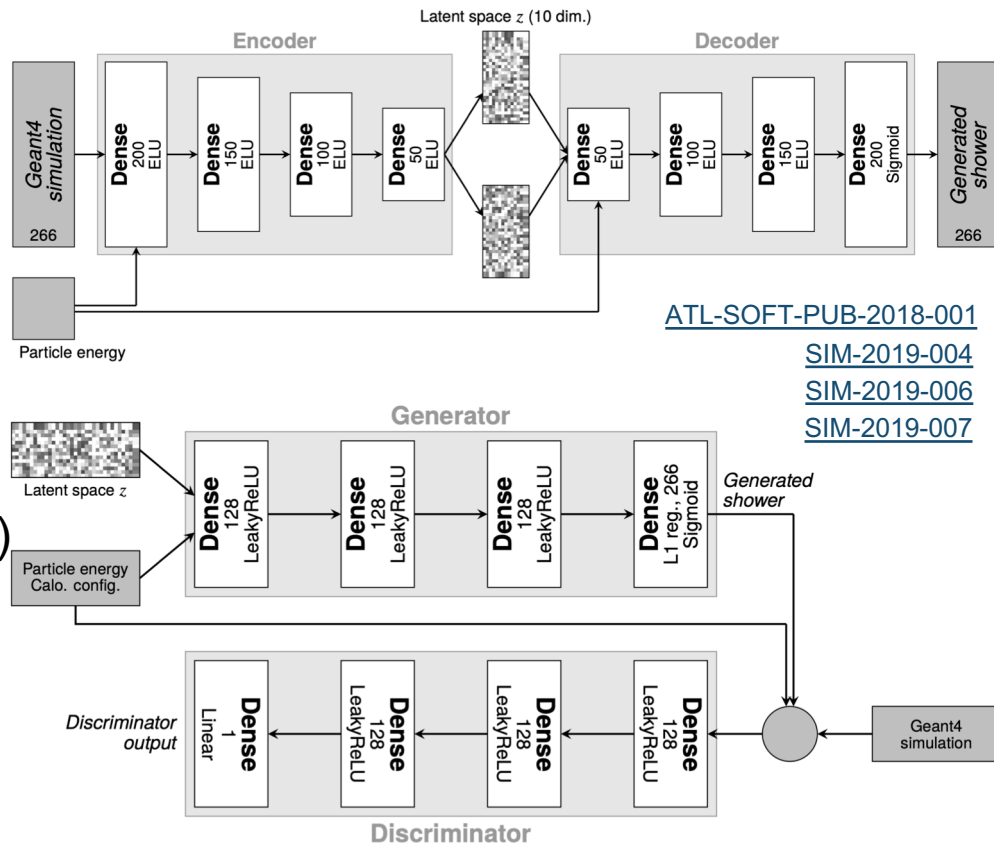 Latent space z (10 dim.)
Encoder
Decoder
Geant4
simulation
266
Dense
200
ELU
Dense
150
ELU
Dense
100
ELU
Dense
50
ELU
Dense
50
ELU
Dense
100
ELU
Dense
150
ELU
Dense
200
Sigmoid
Generated
shower
266
Particle energy
ATL-SOFT-PUB-2018-001
SIM-2019-004
SIM-2019-006
SIM-2019-007
Generator
Latent space z
)
Particle energy
Calo. config.
Dense
128
LeakyReLU
Dense
128
LeakyReLU
Dense
128
LeakyReLU
Dense
L1 reg., 266
Sigmoid
Generated
shower
Discriminator
output
Dense
1
Linear
Dense
128
LeakyReLU
Dense
128
LeakyReLU
Dense
128
LeakyReLU
Geant4
simulation
Discriminator